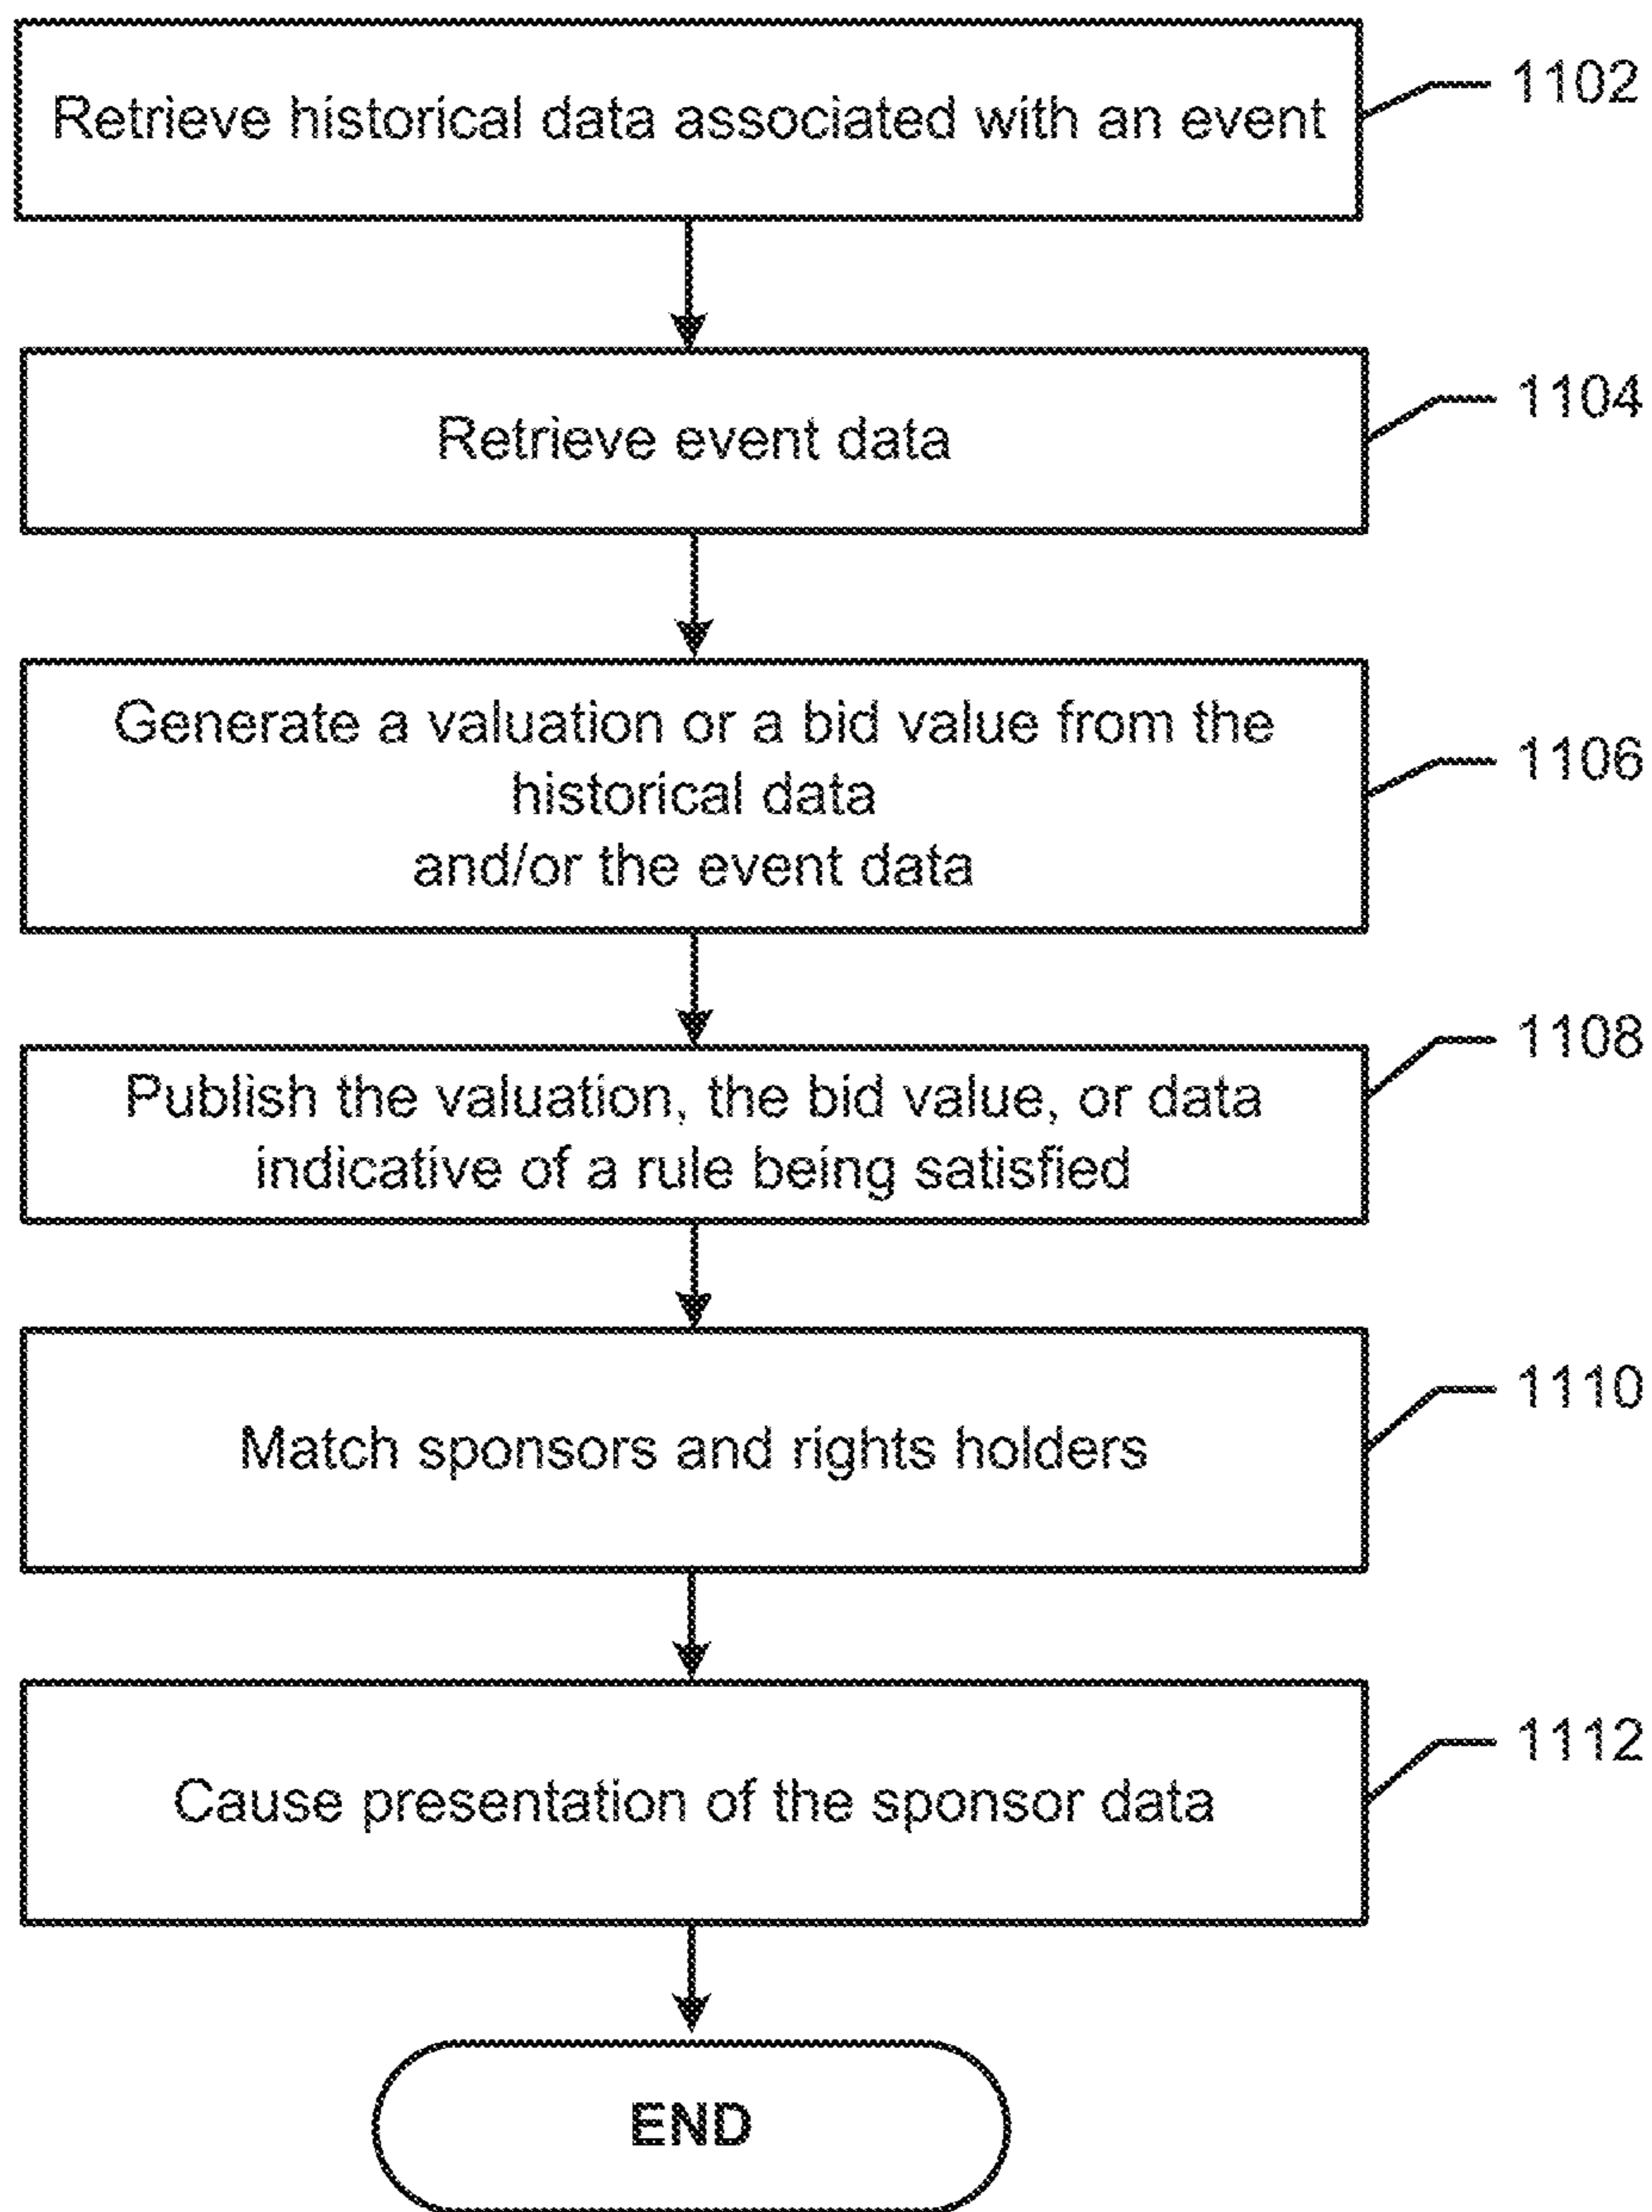 Retrieve historical data associated with an event
1102
Retrieve event data
1104
Generate a valuation or a bid value from the
historical data
and/or the event data
1106
Publish the valuation, the bid value, or data
indicative of a rule being satisfied
1108
Match sponsors and rights holders
1110
Cause presentation of the sponsor data
1112
END